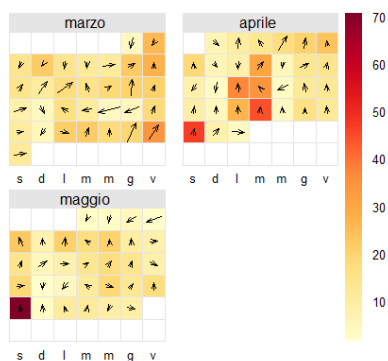 marzo
aprile
s d l m m g v
s d l m m g v
maggio
s d l m m g v
70
60
50
40
30
20
10